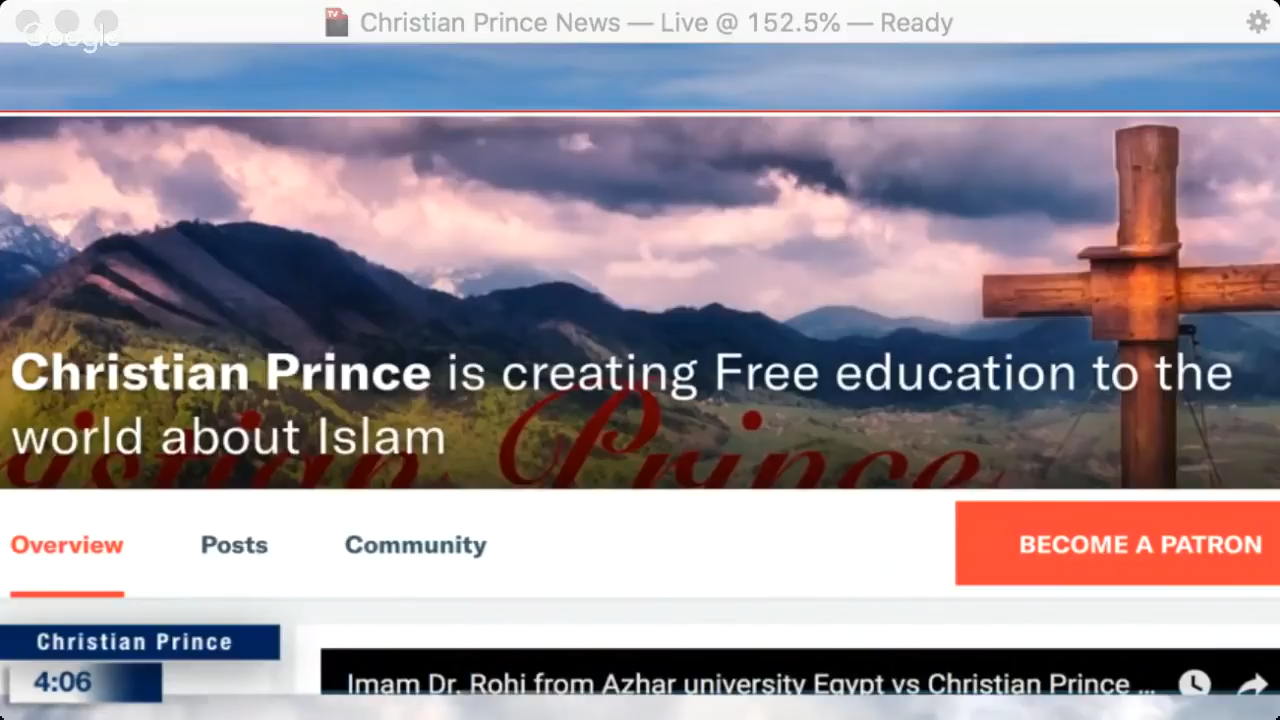 Christian Prince News — Live @ 152.5% — Ready
Google
Christian Prince is creating Free education to the
world about Islam
Prince
Overview Posts Community BECOME A PATRON
Christian Prince
4:06
Imam Dr. Rohi from Azhar university Egypt vs Christian Prince ...